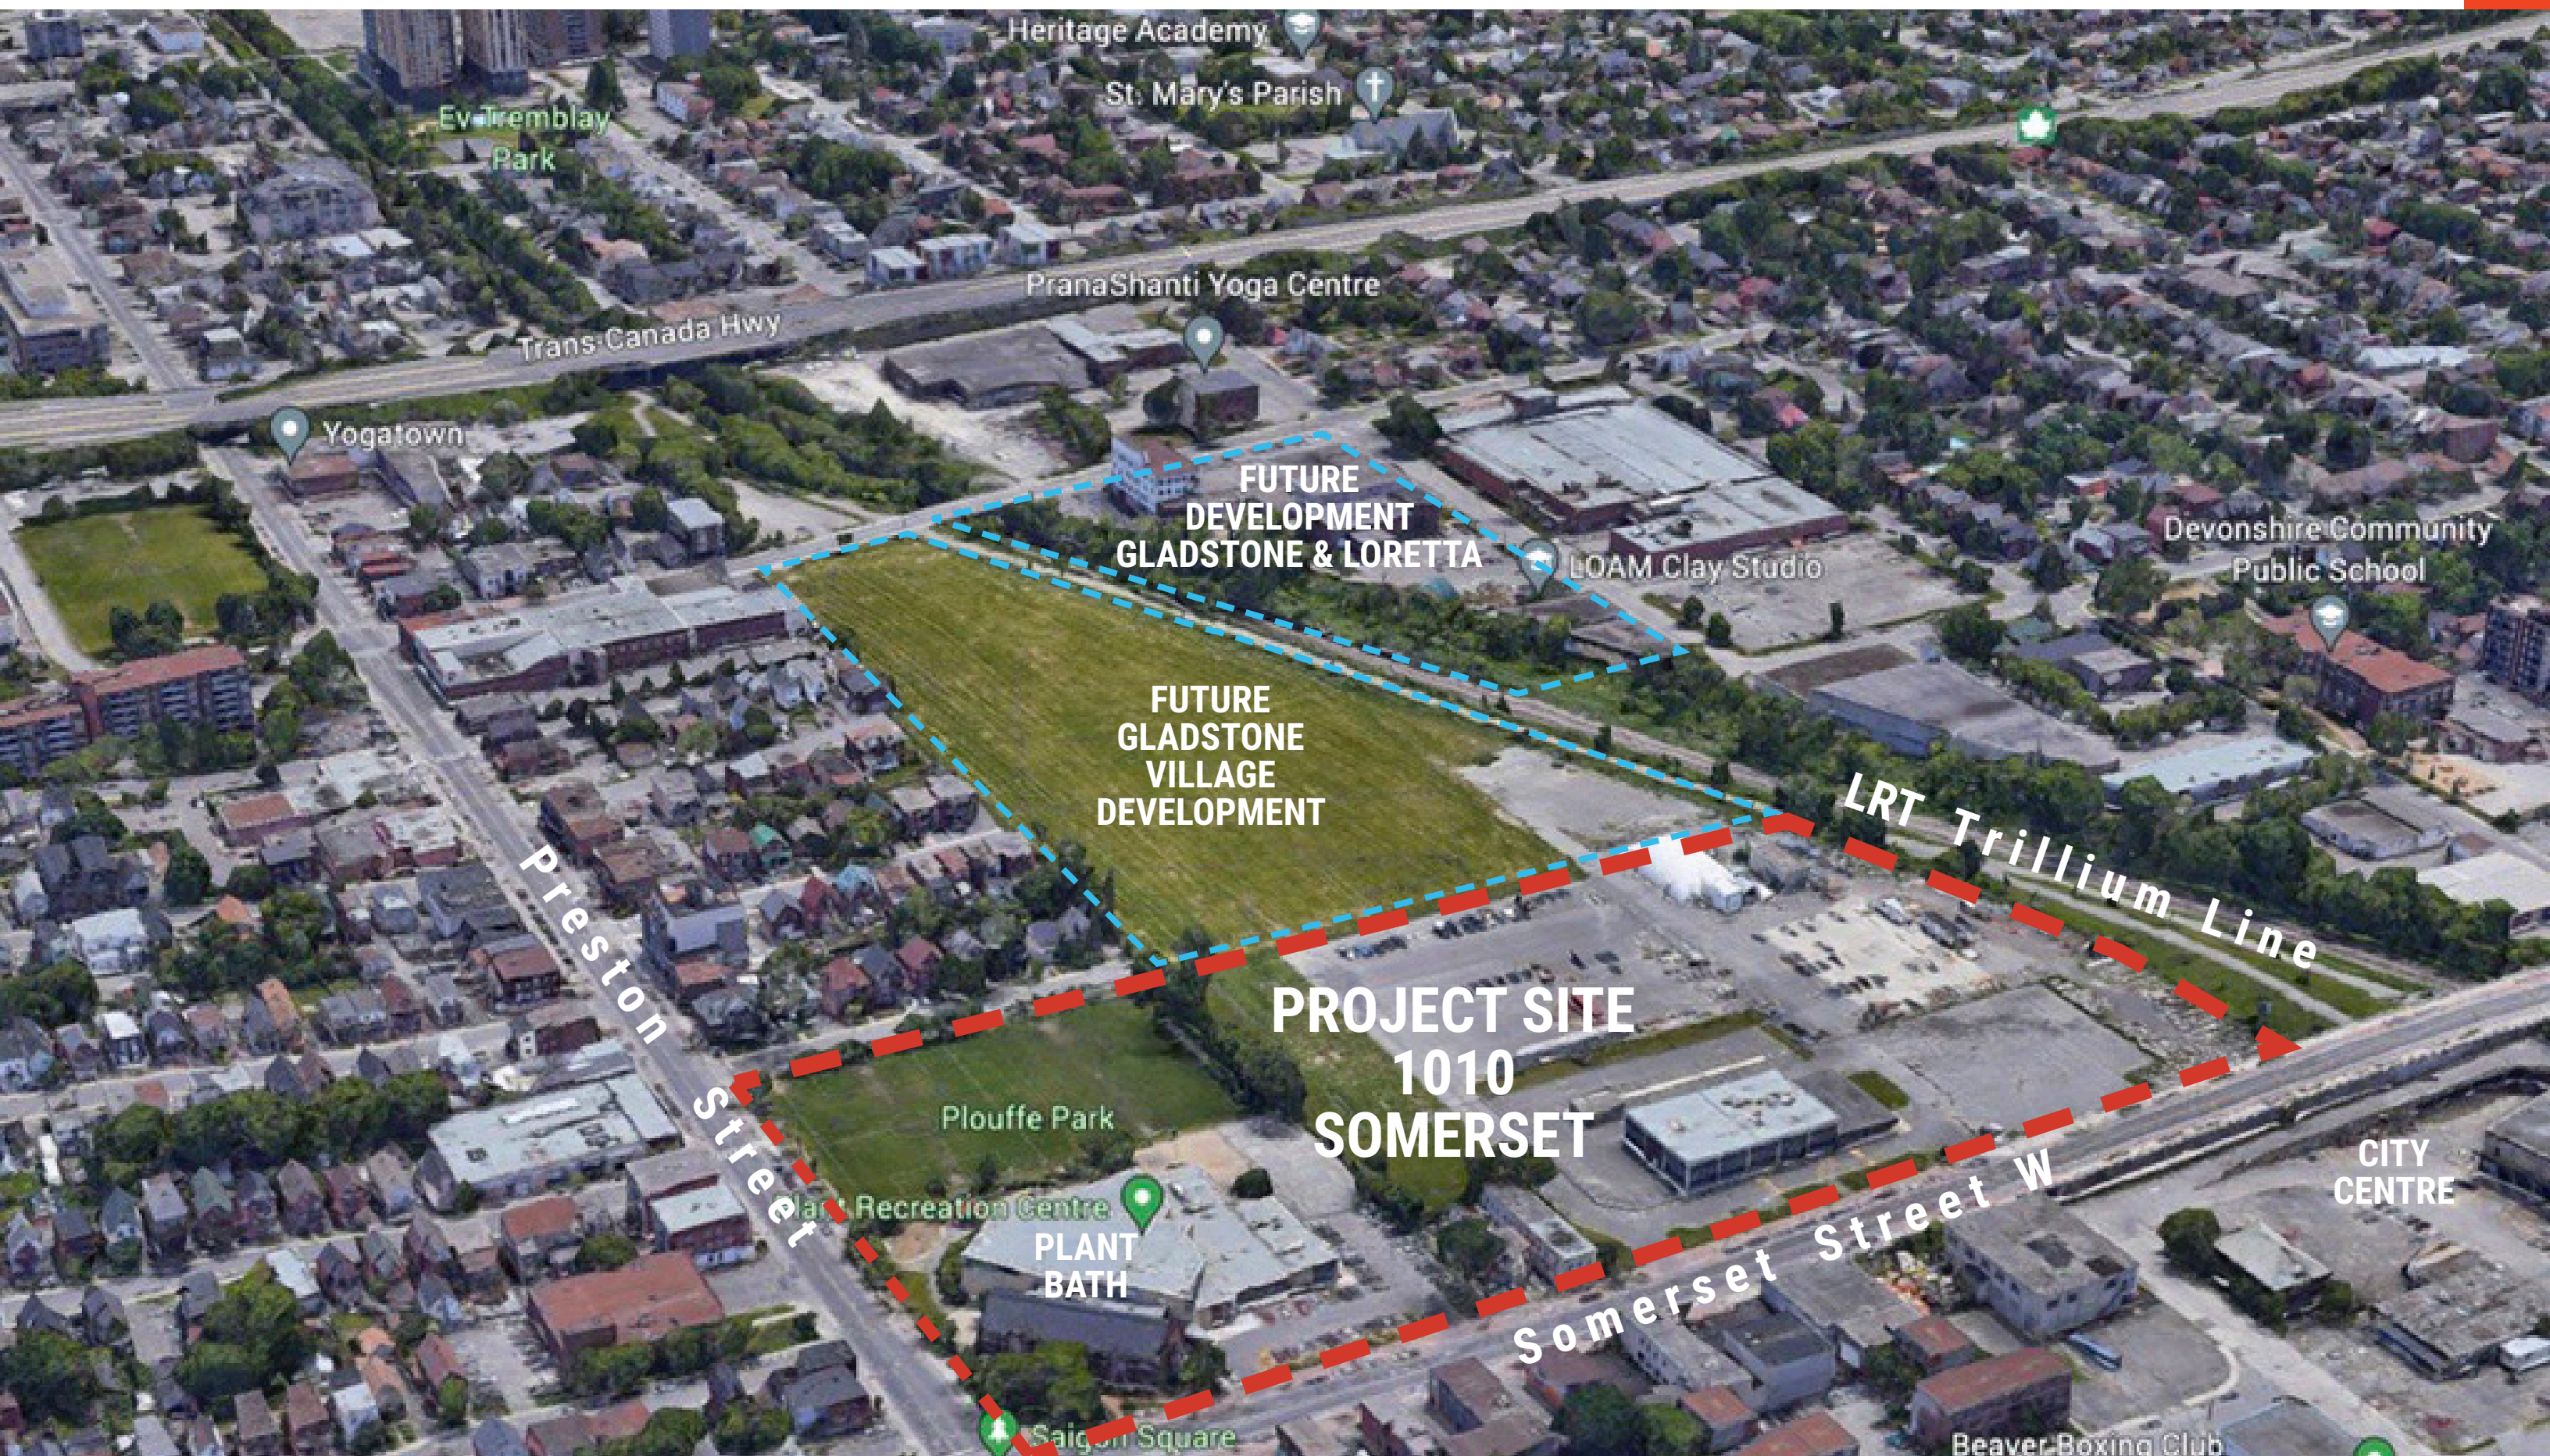 Heritage Academy
St. Mary's Parish
Ev Tremblay
Park
PranaShanti Yoga Centre
Trans-Canada Hwy
Yogatown
FUTURE
DEVELOPMENT
GLADSTONE & LORETTA
LOAM Clay Studio
Devonshire Community
Public School
FUTURE
GLADSTONE
VILLAGE
DEVELOPMENT
LRT Trillium Line
Preston Street
PROJECT SITE
1010
SOMERSET
Plouffe Park
CITY
CENTRE
Plant Recreation Centre
PLANT
BATH
Somerset Street W
Saigon Square
Beaver Boxing Club